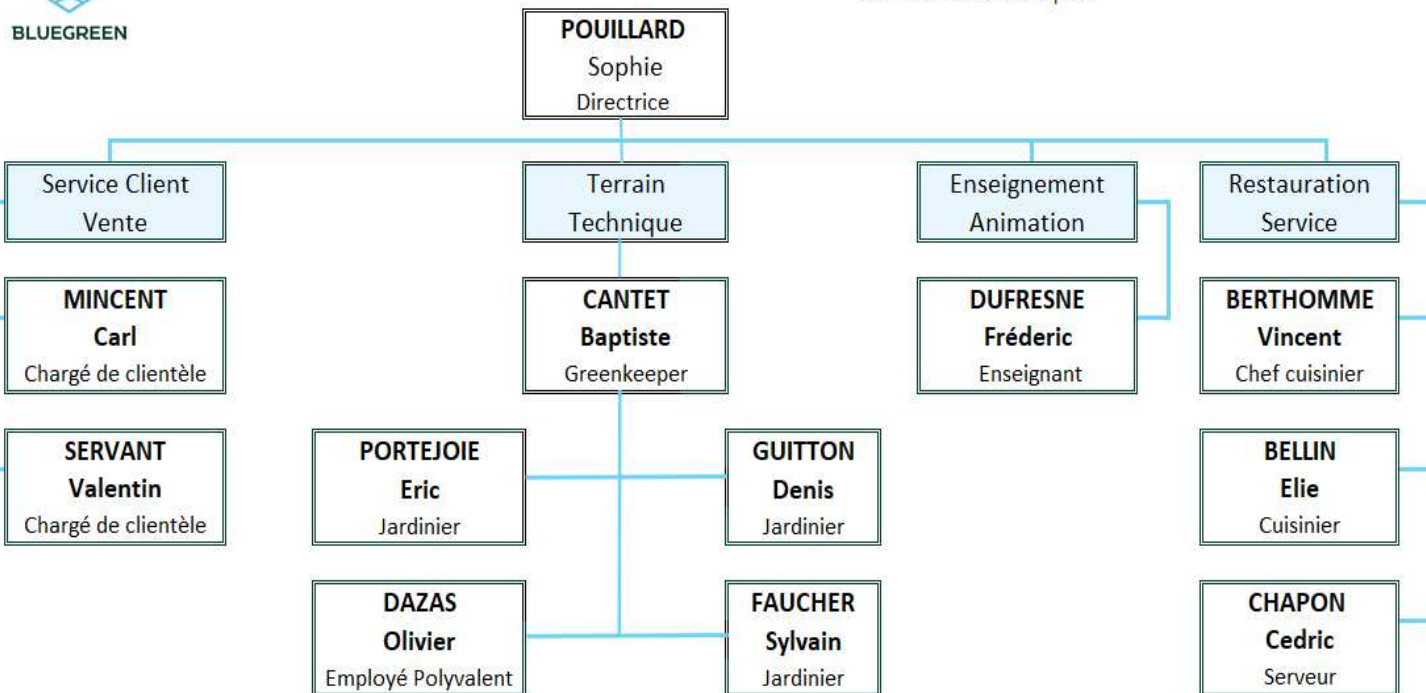 BLUEGREEN
POUILLARD
Sophie
Directrice
Service Client
Vente
Terrain
Technique
Enseignement
Animation
Restauration
Service
MINCENT
Carl
Chargé de clientèle
CANTET
Baptiste
Greenkeeper
DUFRESNE
Fréderic
Enseignant
BERTHOMME
Vincent
Chef cuisinier
SERVANT
Valentin
Chargé de clientèle
PORTEJOIE
Eric
Jardinier
GUITTON
Denis
Jardinier
BELLIN
Elie
Cuisinier
DAZAS
Olivier
Employé Polyvalent
FAUCHER
Sylvain
Jardinier
CHAPON
Cedric
Serveur